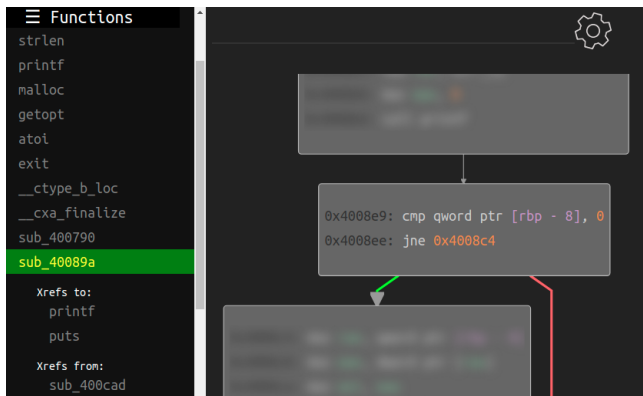 ☰ Functions
strlen
printf
malloc
getopt
atoi
exit
__ctype_b_loc
__cxa_finalize
sub_400790
sub_40089a
Xrefs to:
printf
puts
Xrefs from:
sub_400cad
0x4008e9: cmp qword ptr [rbp - 8], 0
0x4008ee: jne 0x4008c4